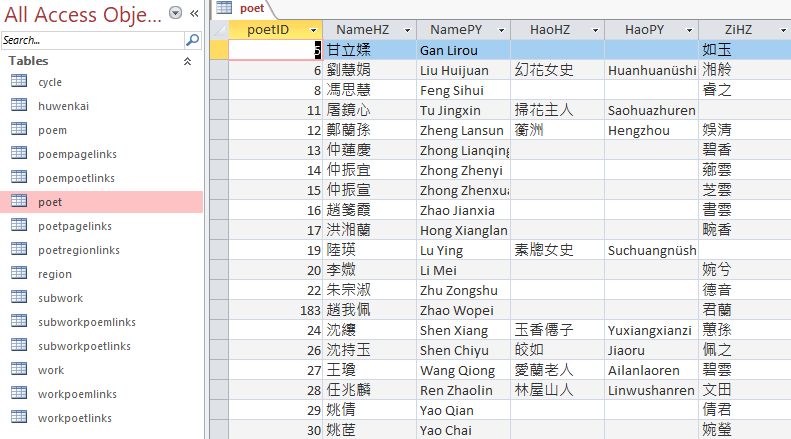 All Access Obje...
Search...
Tables
cycle
huwenkai
poem
poempagelinks
poempoetlinks
poet
poetpagelinks
poetregionlinks
region
subwork
subworkpoemlinks
subworkpoetlinks
work
workpoemlinks
workpoetlinks
poet
poetID NameHZ NamePY HaoHZ HaoPY ZiHZ
5 甘立媃 Gan Lirou 如玉
6 劉慧娟 Liu Huijuan 幻花女史 Huanhuanüshi 湘舲
8 馮思慧 Feng Sihui 睿之
11 屠鏡心 Tu Jingxin 掃花主人 Saohuazhuren
12 鄭蘭孫 Zheng Lansun 蘅洲 Hengzhou 娛清
13 仲蓮慶 Zhong Lianqing 碧香
14 仲振宜 Zhong Zhenyi 薌雲
15 仲振宣 Zhong Zhenxua 芝雲
16 趙箋霞 Zhao Jianxia 書雲
17 洪湘蘭 Hong Xianglan 畹香
19 陸瑛 Lu Ying 素牕女史 Suchuangnüsh
20 李媺 Li Mei 婉兮
22 朱宗淑 Zhu Zongshu 德音
183 趙我佩 Zhao Wopei 君蘭
24 沈纕 Shen Xiang 玉香僊子 Yuxiangxianzi 蕙孫
26 沈持玉 Shen Chiyu 皎如 Jiaoru 佩之
27 王瓊 Wang Qiong 愛蘭老人 Ailanlaoren 碧雲
28 任兆麟 Ren Zhaolin 林屋山人 Linwushanren 文田
29 姚倩 Yao Qian 倩君
30 姚茝 Yao Chai 婉瑩